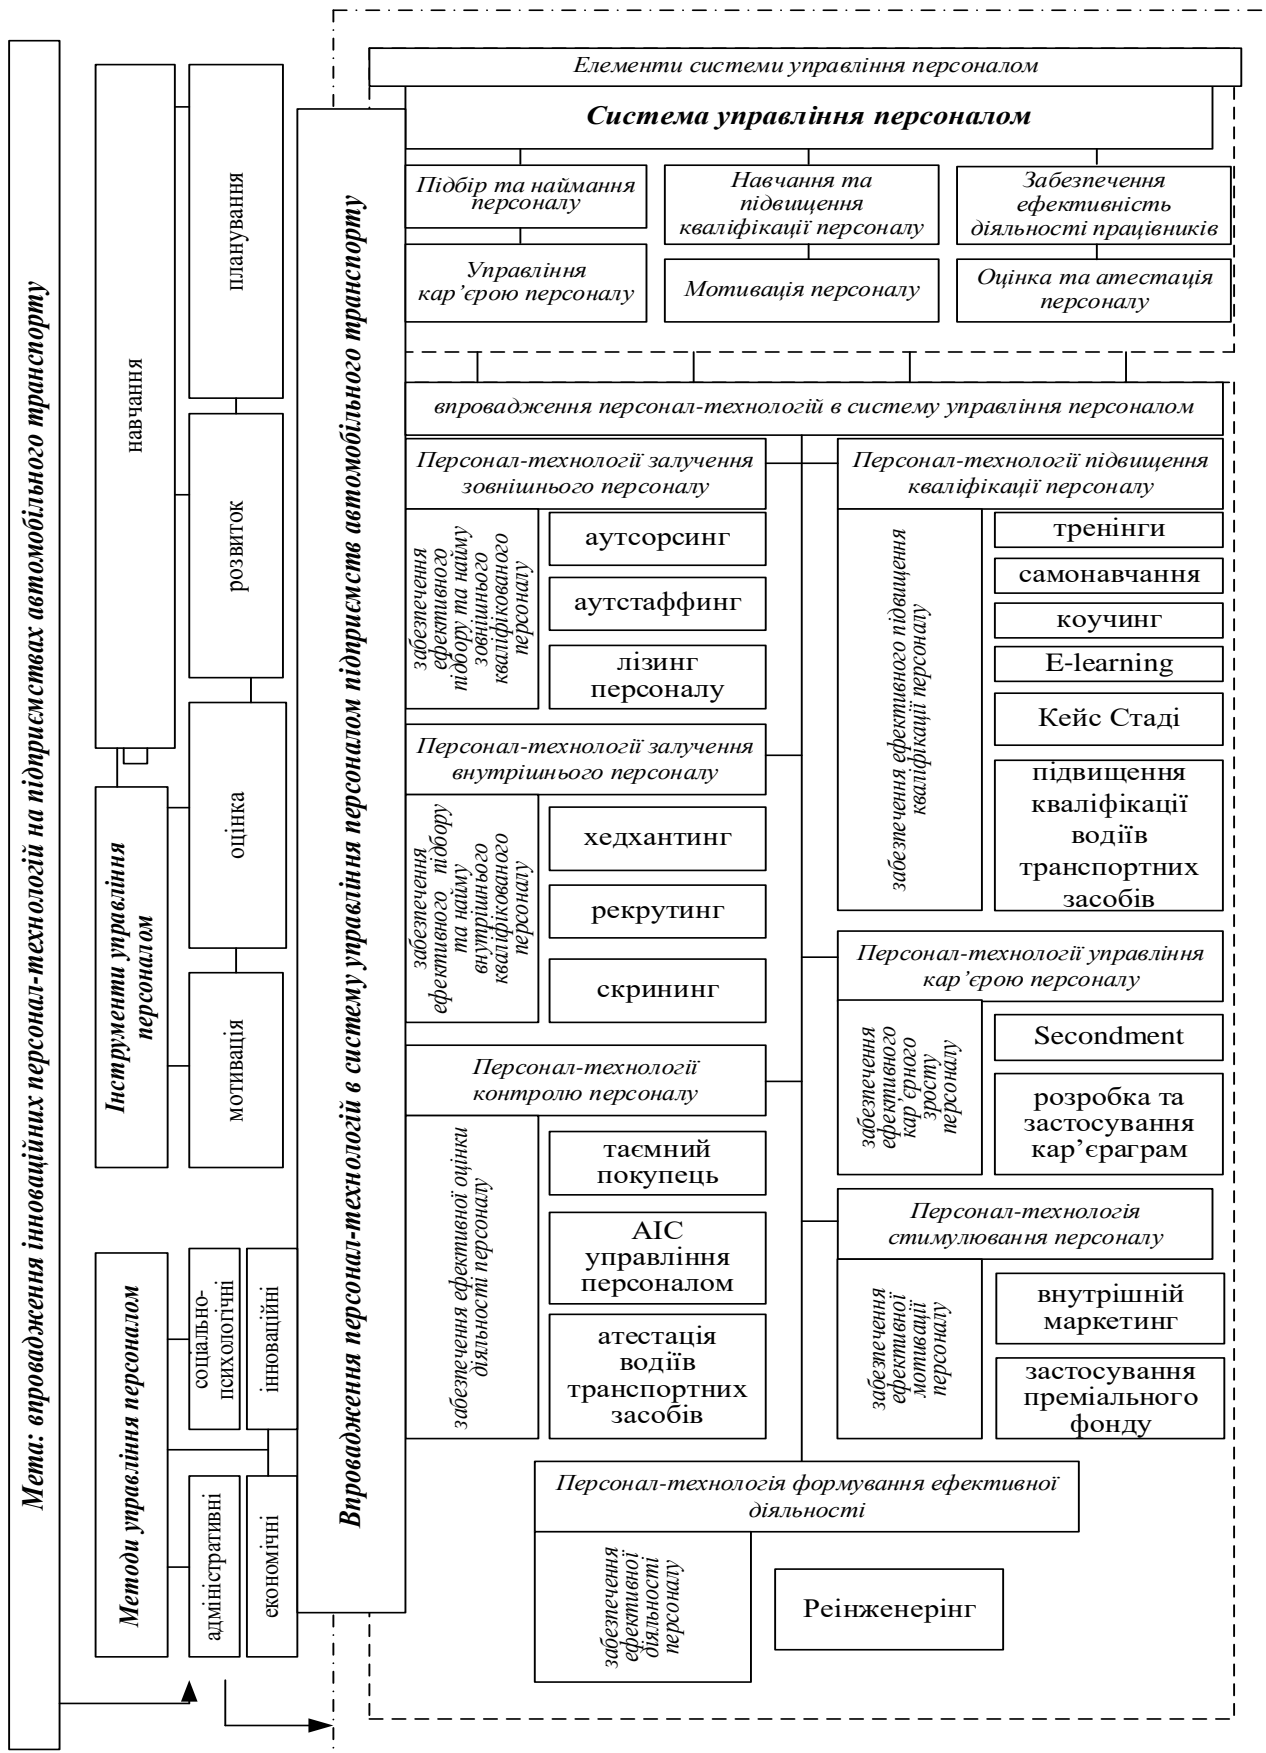 Мета: впровадження інноваційних персонал-технологій на підприємствах автомобільного транспорту
навчання
планування
розвиток
оцінка
мотивація
Інструменти управління
персоналом
Методи управління персоналом
соціально-
психологічні
інноваційні
адміністративні
економічні
Впровадження персонал-технологій в систему управління персоналом підприємств автомобільного транспорту
Елементи системи управління персоналом
Система управління персоналом
Підбір та наймання
персоналу
Навчання та
підвищення
кваліфікації персоналу
Забезпечення
ефективність
діяльності працівників
Управління
кар’єрою персоналу
Мотивація персоналу
Оцінка та атестація
персоналу
впровадження персонал-технологій в систему управління персоналом
Персонал-технології залучення
зовнішнього персоналу
забезпечення
ефективного
підбору та найму
зовнішнього
кваліфікованого
персоналу
аутсорсинг
аутстаффинг
лізинг
персоналу
Персонал-технології залучення
внутрішнього персоналу
забезпечення
ефективного підбору
та найму
внутрішнього
кваліфікованого
персоналу
хедхантинг
рекрутинг
скрининг
Персонал-технології
контролю персоналу
забезпечення ефективної оцінки
діяльності персоналу
таємний
покупець
АІС
управління
персоналом
атестація
водіїв
транспортних
засобів
Персонал-технології підвищення
кваліфікації персоналу
забезпечення ефективного підвищення
кваліфікації персоналу
тренінги
самонавчання
коучинг
E-learning
Кейс Стаді
підвищення
кваліфікації
водіїв
транспортних
засобів
Персонал-технології управління
кар’єрою персоналу
забезпечення
ефективного
кар’єрного
зросту
персоналу
Secondment
розробка та
застосування
кар’єраграм
Персонал-технологія
стимулювання персоналу
забезпечення
ефективної
мотивації
персоналу
внутрішній
маркетинг
застосування
преміального
фонду
Персонал-технологія формування ефективної
діяльності
забезпечення
ефективної
діяльності
персоналу
Реінженерінг